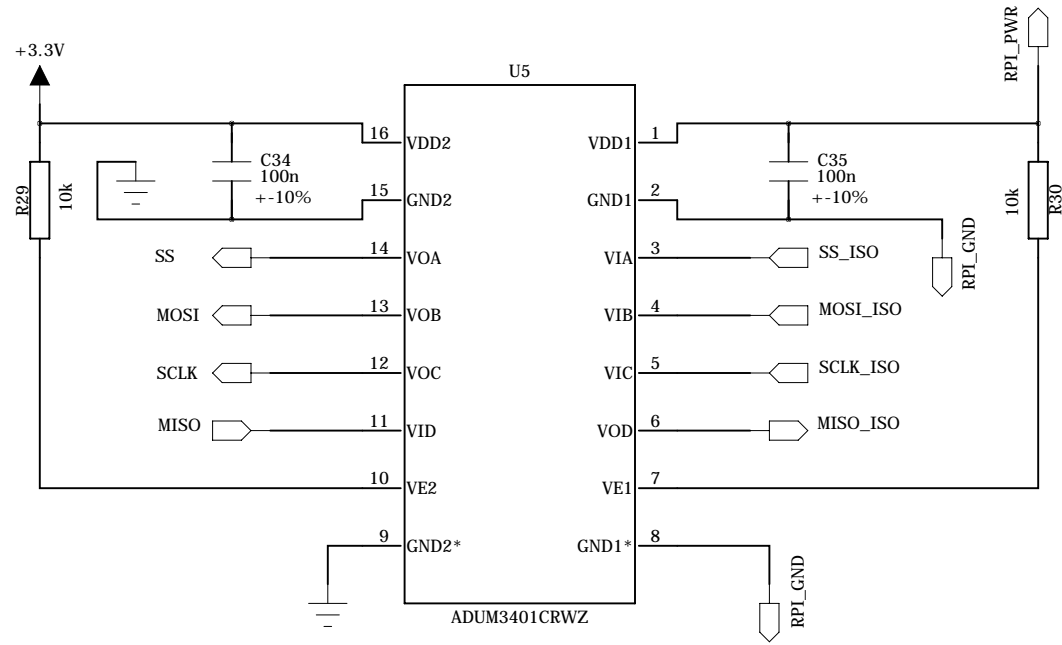 +3.3V
RPI_PWR
U5
16 VDD2
VDD1 1
C34
100n
+-10%
C35
100n
+-10%
R29
10k
10k
R30
15 GND2
GND1 2
RPI_GND
SS
14 VOA
VIA 3
SS_ISO
MOSI
13 VOB
VIB 4
MOSI_ISO
SCLK
12 VOC
VIC 5
SCLK_ISO
MISO
11 VID
VOD 6
MISO_ISO
10 VE2
VE1 7
9 GND2*
GND1* 8
RPI_GND
ADUM3401CRWZ